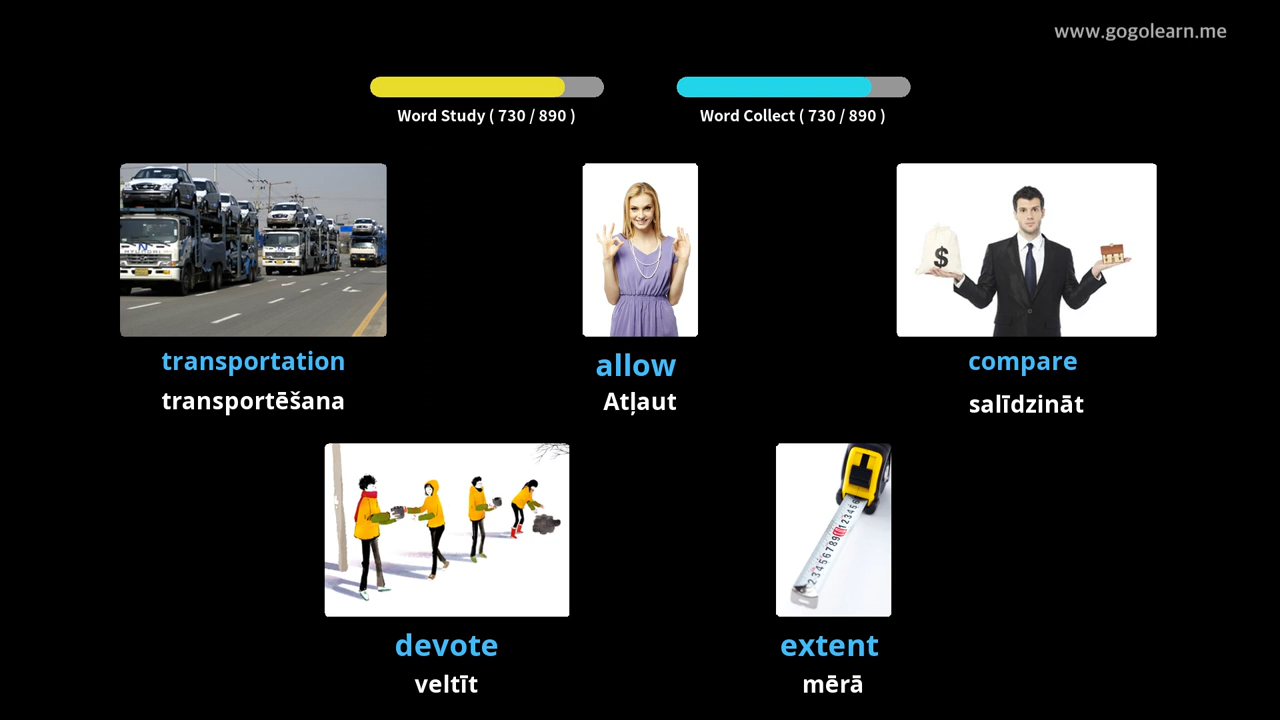 www.gogolearn.me
Word Study ( 730 / 890 )
Word Collect ( 730 / 890 )
$
transportation
transportēšana
allow
Atļaut
compare
salīdzināt
devote
veltīt
extent
mērā